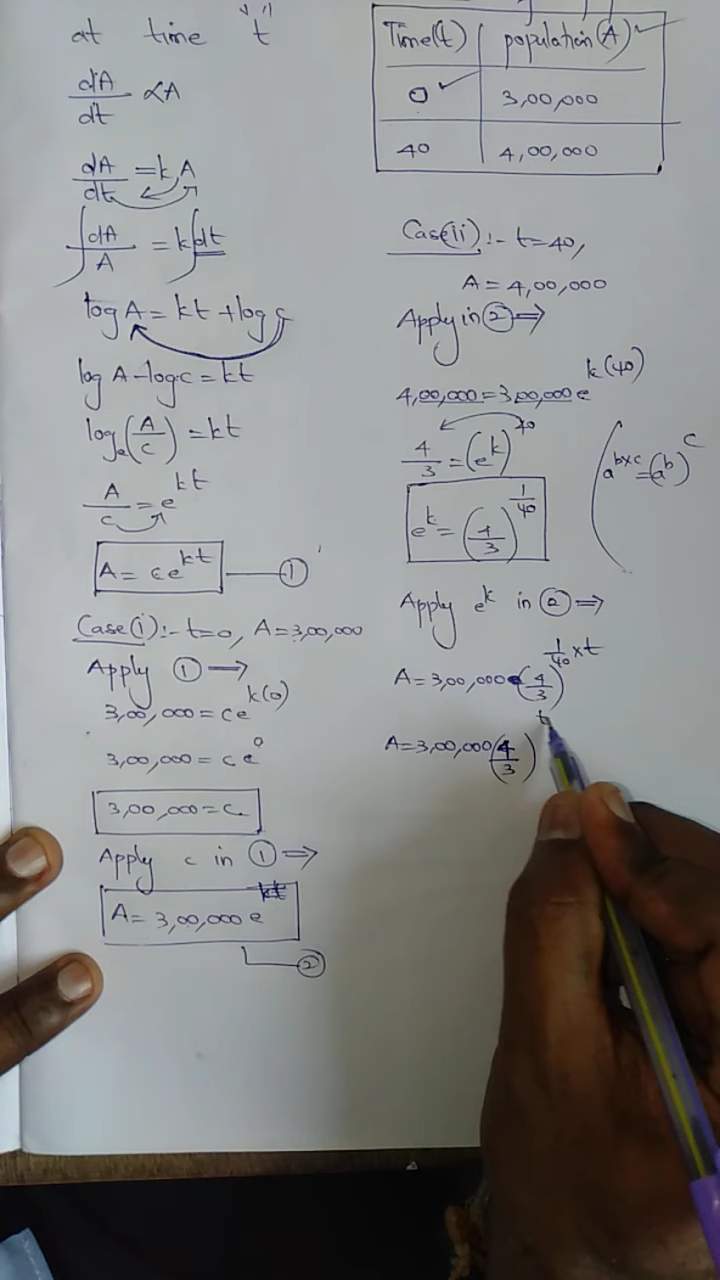 at time "t"
dA/dt ∝ A
dA/dt = kA
∫ dA/A = k∫dt
log A = kt + log c
log A - log c = kt
logₑ(A/c) = kt
A/c = e^kt
A = ce^kt — ①
Case(i):- t=0, A=3,00,000
Apply ① →
3,00,000 = ce^k(0)
3,00,000 = ce^0
3,00,000 = c.
Apply c in ① ⇒
A = 3,00,000 e^kt
②
Time(t) | population(A)
0 | 3,00,000
40 | 4,00,000
Case(ii):- t=40,
A = 4,00,000
Apply in ② ⇒
4,00,000 = 3,00,000 e^k(40)
4/3 = (e^k)^40
a^b×c = (a^b)^c
e^k = (4/3)^1/40
Apply e^k in ② ⇒
A = 3,00,000 (4/3)^1/40 × t
A = 3,00,000 (4/3)^t